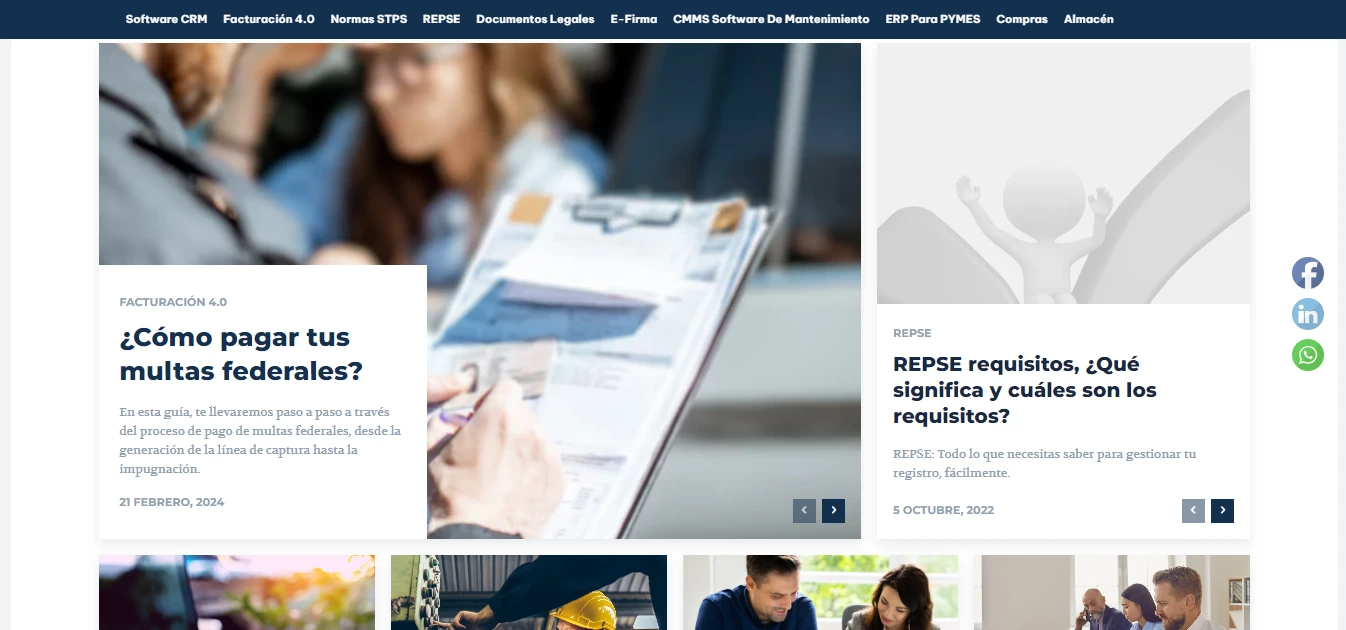 Software CRM Facturación 4.0 Normas STPS REPSE Documentos Legales E-Firma CMMS Software De Mantenimiento ERP Para PYMES Compras Almacén
FACTURACIÓN 4.0
¿Cómo pagar tus
multas federales?
En esta guía, te llevaremos paso a paso a través
del proceso de pago de multas federales, desde la
generación de la línea de captura hasta la
impugnación.
21 FEBRERO, 2024
REPSE
REPSE requisitos, ¿Qué
significa y cuáles son los
requisitos?
REPSE: Todo lo que necesitas saber para gestionar tu
registro, fácilmente.
5 OCTUBRE, 2022